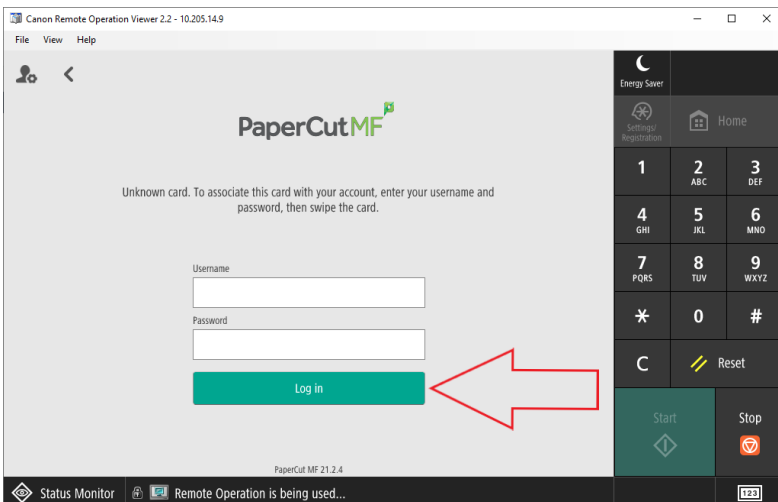 Canon Remote Operation Viewer 2.2 - 10.205.14.9
File View Help
PaperCut MF
Unknown card. To associate this card with your account, enter your username and
password, then swipe the card.
Username
Password
Log in
PaperCut MF 21.2.4
Energy Saver
Settings/
Registration
Home
1
2
ABC
3
DEF
4
GHI
5
JKL
6
MNO
7
PQRS
8
TUV
9
WXYZ
*
0
#
C
Reset
Start
Stop
Status Monitor
Remote Operation is being used...
123